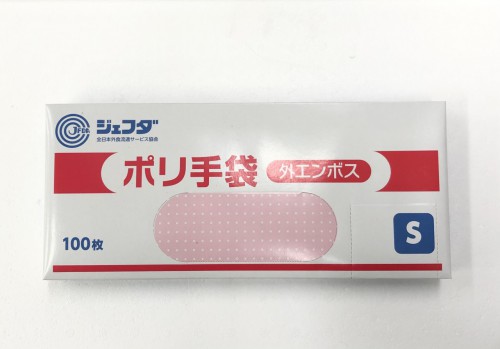 JFDA
ジェフダ
全日本外食流通サービス協会
ポリ手袋
外エンボス
100枚
S